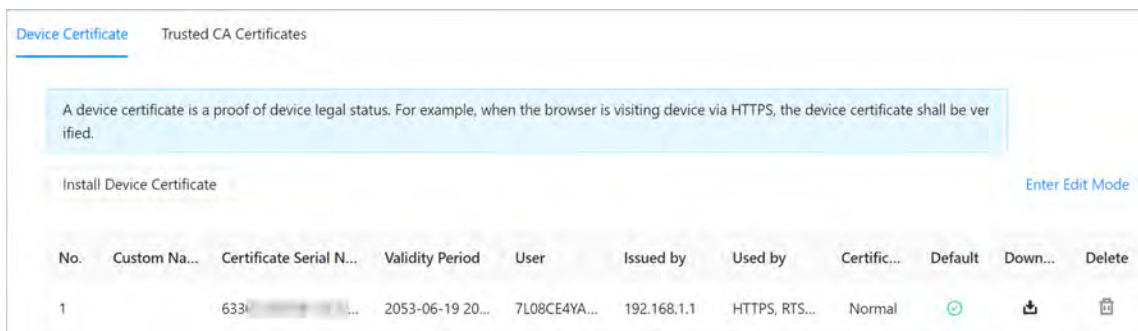 Device Certificate Trusted CA Certificates
A device certificate is a proof of device legal status. For example, when the browser is visiting device via HTTPS, the device certificate shall be ver
ified.
Install Device Certificate Enter Edit Mode
No. Custom Na... Certificate Serial N... Validity Period User Issued by Used by Certific... Default Down... Delete
1 633 ... 2053-06-19 20... 7L08CE4YA... 192.168.1.1 HTTPS, RTS... Normal